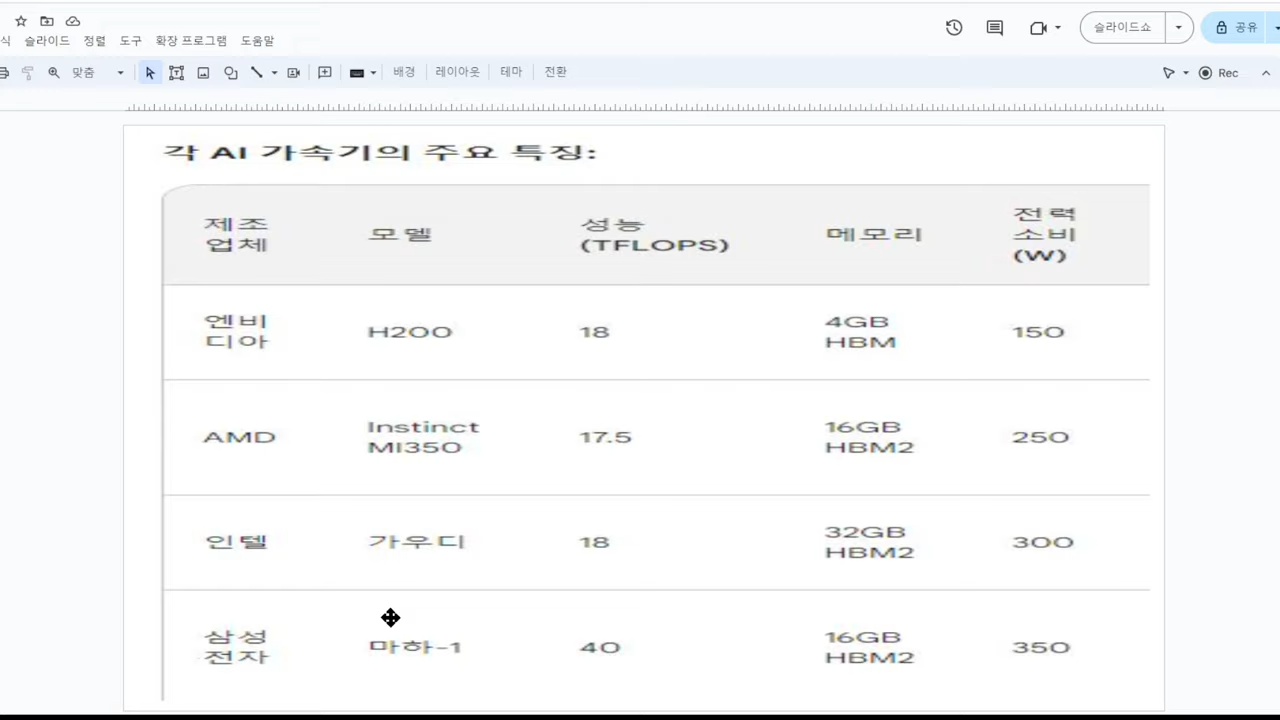 식 슬라이드 정렬 도구 확장 프로그램 도움말
슬라이드쇼
공유
맞춤
배경 레이아웃 테마 전환
Rec
각 AI 가속기의 주요 특징:
제조
업체
모델
성능
(TFLOPS)
메모리
전력
소비
(W)
엔비
디아
H200
18
4GB
HBM
150
AMD
Instinct
MI350
17.5
16GB
HBM2
250
인텔
가우디
18
32GB
HBM2
300
삼성
전자
마하-1
40
16GB
HBM2
350